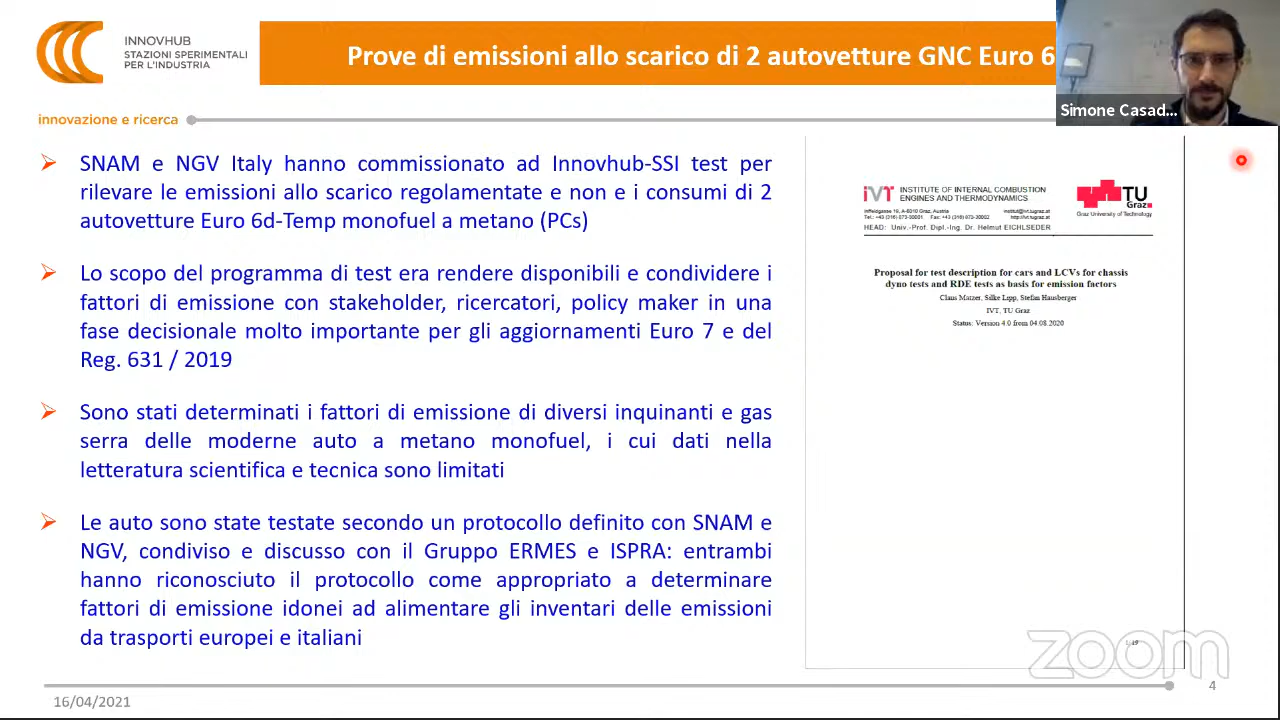 INNOVHUB
STAZIONI SPERIMENTALI
PER L'INDUSTRIA
Prove di emissioni allo scarico di 2 autovetture GNC Euro 6
Simone Casad...
innovazione e ricerca
SNAM e NGV Italy hanno commissionato ad Innovhub-SSI test per
rilevare le emissioni allo scarico regolamentate e non e i consumi di 2
autovetture Euro 6d-Temp monofuel a metano (PCs)
Lo scopo del programma di test era rendere disponibili e condividere i
fattori di emissione con stakeholder, ricercatori, policy maker in una
fase decisionale molto importante per gli aggiornamenti Euro 7 e del
Reg. 631 / 2019
Sono stati determinati i fattori di emissione di diversi inquinanti e gas
serra delle moderne auto a metano monofuel, i cui dati nella
letteratura scientifica e tecnica sono limitati
Le auto sono state testate secondo un protocollo definito con SNAM e
NGV, condiviso e discusso con il Gruppo ERMES e ISPRA: entrambi
hanno riconosciuto il protocollo come appropriato a determinare
fattori di emissione idonei ad alimentare gli inventari delle emissioni
da trasporti europei e italiani
IVT INSTITUTE OF INTERNAL COMBUSTION
ENGINES AND THERMODYNAMICS
Inffeldgasse 19, A-8010 Graz, Austria institut@ivt.tugraz.at
http://ivt.tugraz.at
HEAD: Univ.-Prof. Dipl.-Ing. Dr. Helmut EICHLSEDER
TU
Graz
Graz University of Technology
Proposal for test description for cars and LCVs for chassis
dyno tests and RDE tests as basis for emission factors
Claus Matzer, Silke Lipp, Stefan Hausberger
IVT, TU Graz
Status: Version 4.0 from 04.08.2020
zoom
16/04/2021
4